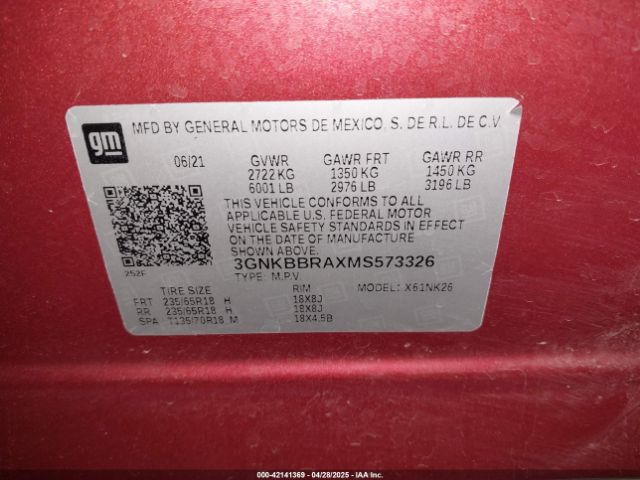 gm
MFD BY GENERAL MOTORS DE MEXICO, S. DE R.L. DE C.V.
06/21 GVWR GAWR FRT GAWR RR
2722 KG 1350 KG 1450 KG
6001 LB 2976 LB 3196 LB
THIS VEHICLE CONFORMS TO ALL
APPLICABLE U.S. FEDERAL MOTOR
VEHICLE SAFETY STANDARDS IN EFFECT
ON THE DATE OF MANUFACTURE
SHOWN ABOVE.
3GNKBBRAXMS573326
252F
TYPE: M.P.V.
TIRE SIZE RIM MODEL: X61NK26
FRT 235/65R18 H 18X8J
RR 235/65R18 H 18X8J
SPA T135/70R18 M 18X4.5B
000-42141369 | 04/28/2025 | IAAI.COM